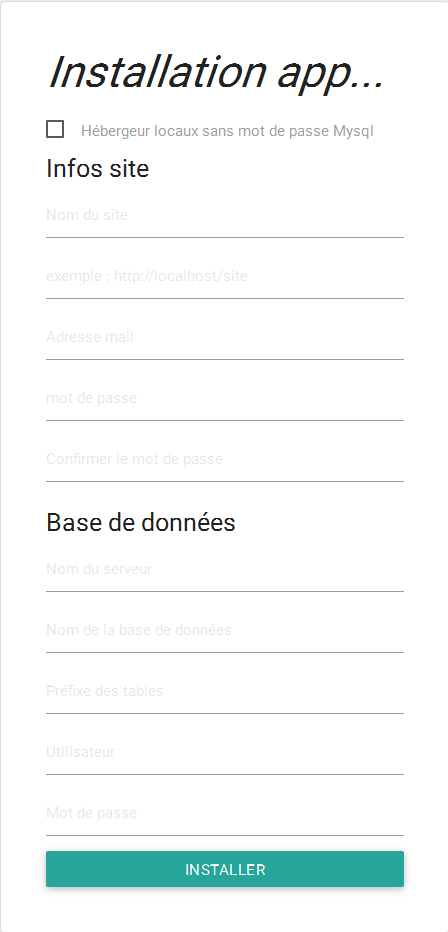 Installation app...
Hébergeur locaux sans mot de passe Mysql
Infos site
Nom du site
exemple : http://localhost/site
Adresse mail
mot de passe
Confirmer le mot de passe
Base de données
Nom du serveur
Nom de la base de données
Préfixe des tables
Utilisateur
Mot de passe
INSTALLER